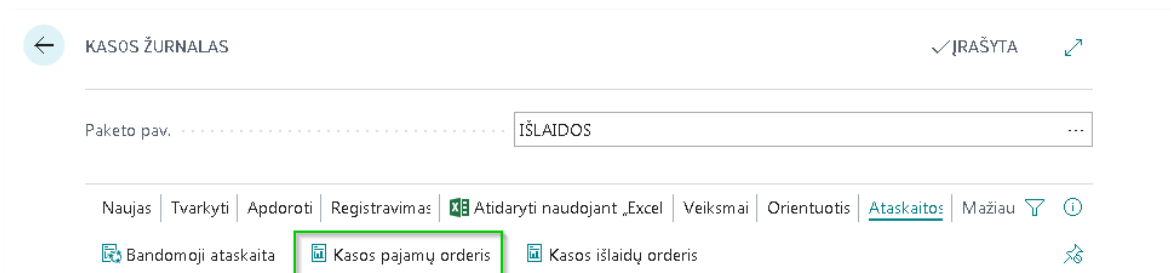 KASOS ŽURNALAS ĮRAŠYTA
Paketo pav. IŠLAIDOS ...
Naujas Tvarkyti Apdoroti Registravimas Atidaryti naudojant „Excel Veiksmai Orientuotis Ataskaitos Mažiau
Bandomoji ataskaita Kasos pajamų orderis Kasos išlaidų orderis